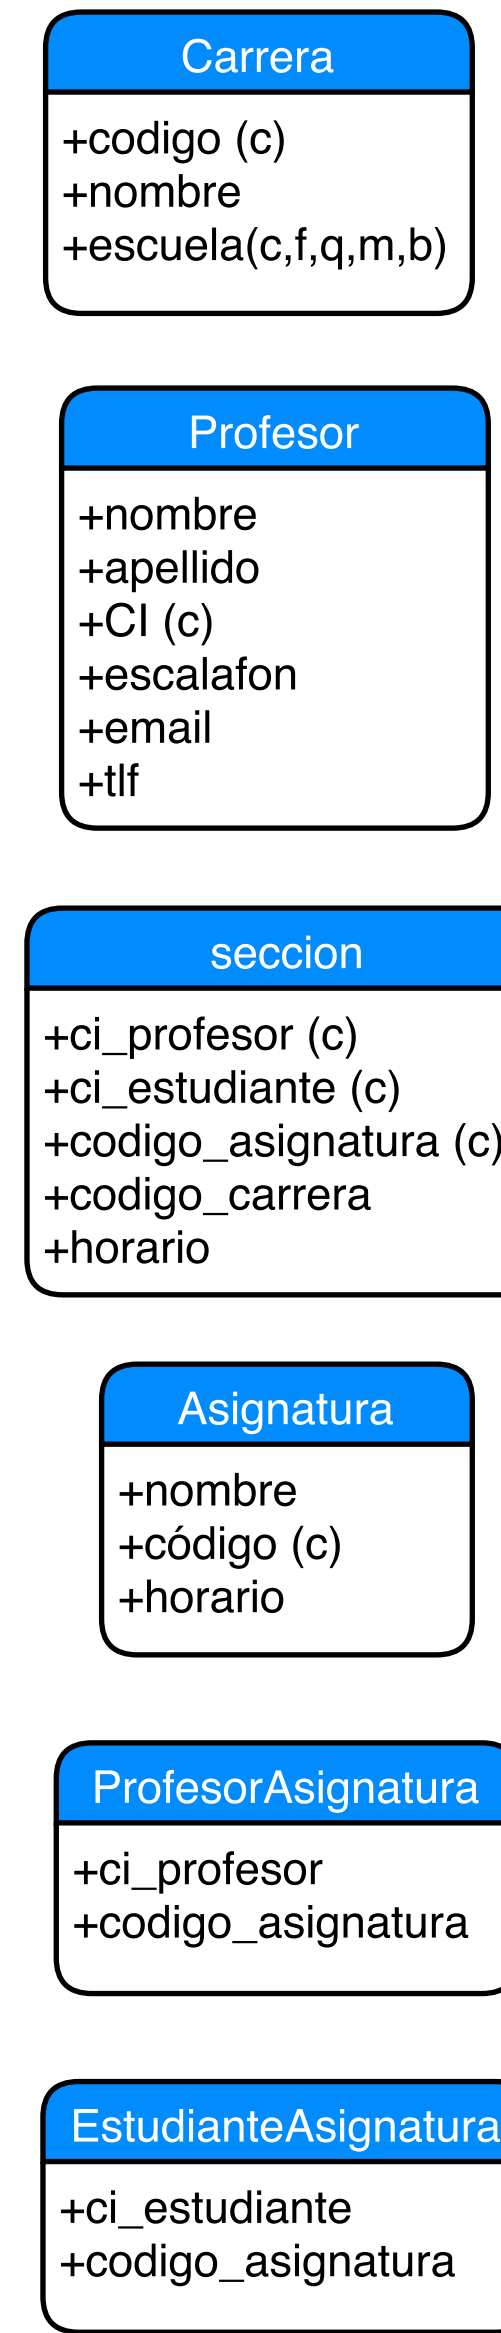 Carrera
+codigo (c)
+nombre
+escuela(c,f,q,m,b)
Profesor
+nombre
+apellido
+CI (c)
+escalafon
+email
+tlf
seccion
+ci_profesor (c)
+ci_estudiante (c)
+codigo_asignatura (c)
+codigo_carrera
+horario
Asignatura
+nombre
+código (c)
+horario
ProfesorAsignatura
+ci_profesor
+codigo_asignatura
EstudianteAsignatura
+ci_estudiante
+codigo_asignatura